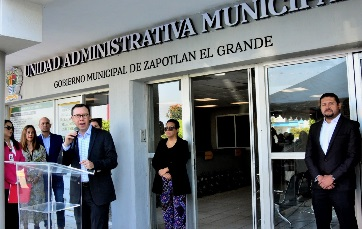 UNIDAD ADMINISTRATIVA MUNICIPAL
GOBIERNO MUNICIPAL DE ZAPOTLAN EL GRANDE